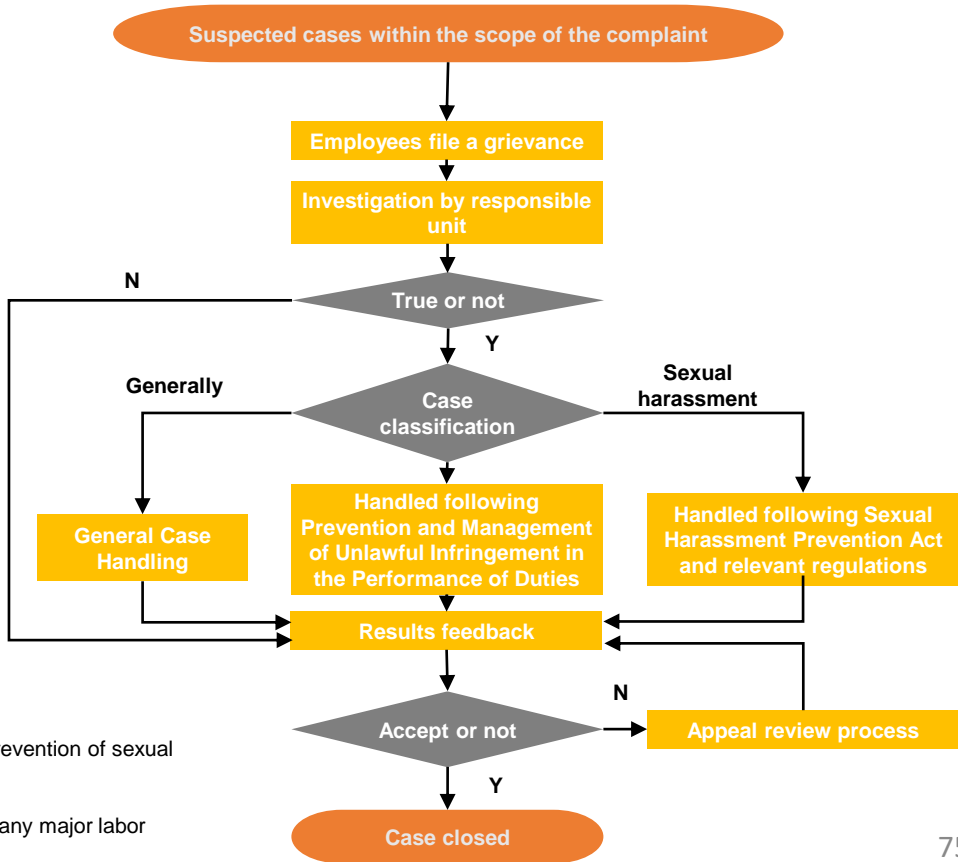 Suspected cases within the scope of the complaint
Employees file a grievance
Investigation by responsible
unit
N
True or not
Y
Generally
Sexual
harassment
Case
classification
General Case
Handling
Handled following
Prevention and Management
of Unlawful Infringement in
the Performance of Duties
Handled following Sexual
Harassment Prevention Act
and relevant regulations
Results feedback
N
Accept or not
Appeal review process
revention of sexual
Y
any major labor
Case closed
75